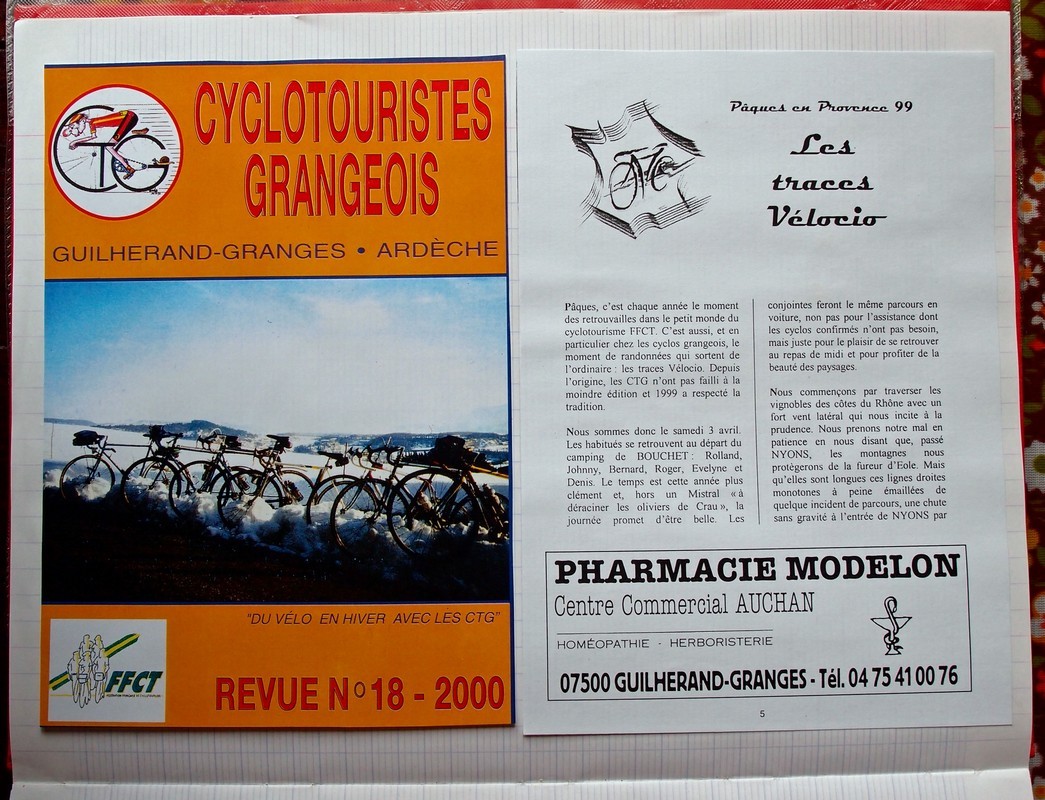 CTG
CYCLOTOURISTES
GRANGEOIS
GUILHERAND-GRANGES • ARDÈCHE
"DU VÉLO EN HIVER AVEC LES CTG"
FFCT
REVUE N° 18 - 2000
Pâques en Provence 99
Les
traces
Vélocio
Pâques, c'est chaque année le moment
des retrouvailles dans le petit monde du
cyclotourisme FFCT. C'est aussi, et en
particulier chez les cyclos grangeois, le
moment de randonnées qui sortent de
l'ordinaire : les traces Vélocio. Depuis
l'origine, les CTG n'ont pas failli à la
moindre édition et 1999 a respecté la
tradition.
Nous sommes donc le samedi 3 avril.
Les habitués se retrouvent au départ du
camping de BOUCHET : Rolland,
Johnny, Bernard, Roger, Evelyne et
Denis. Le temps est cette année plus
clément et, hors un Mistral « à
déraciner les oliviers de Crau », la
journée promet d'être belle. Les
conjointes feront le même parcours en
voiture, non pas pour l'assistance dont
les cyclos confirmés n'ont pas besoin,
mais juste pour le plaisir de se retrouver
au repas de midi et pour profiter de la
beauté des paysages.
Nous commençons par traverser les
vignobles des côtes du Rhône avec un
fort vent latéral qui nous incite à la
prudence. Nous prenons notre mal en
patience en nous disant que, passé
NYONS, les montagnes nous
protégerons de la fureur d'Eole. Mais
qu'elles sont longues ces lignes droites
monotones à peine émaillées de
quelque incident de parcours, une chute
sans gravité à l'entrée de NYONS par
PHARMACIE MODELON
Centre Commercial AUCHAN
HOMÉOPATHIE - HERBORISTERIE
07500 GUILHERAND-GRANGES - Tél. 04 75 41 00 76
5